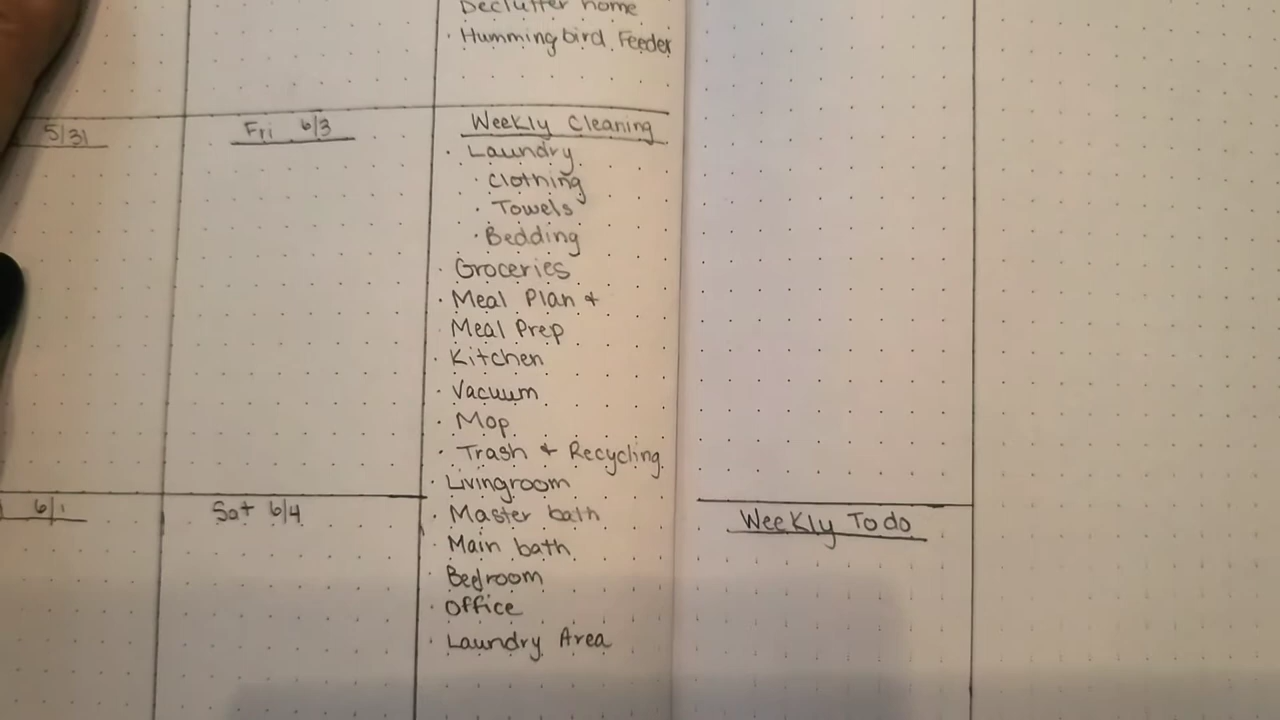 Declutter home
· Hummingbird Feeder
5/31
Fri 6/3
Weekly Cleaning
· Laundry
· Clothing
· Towels
· Bedding
· Groceries
· Meal Plan +
Meal Prep
· Kitchen
· Vacuum
· Mop
· Trash + Recycling
· Livingroom
· Master bath
· Main bath
· Bedroom
· Office
· Laundry Area
6/1
Sat 6/4
Weekly Todo